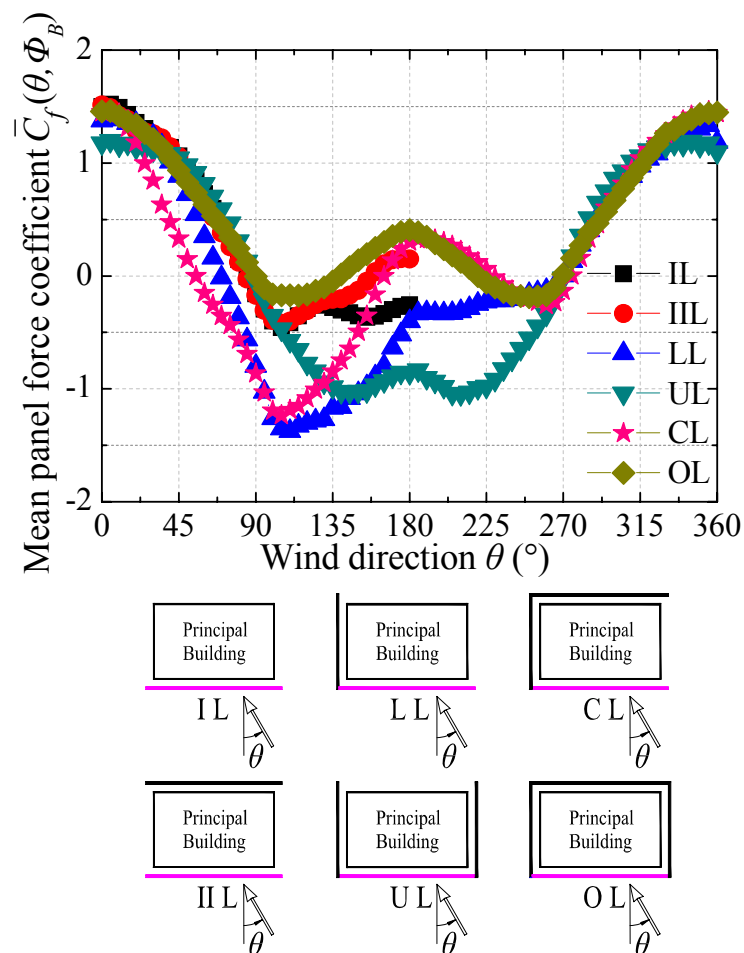 Mean panel force coefficient C̄_f(θ,Φ_B)
2
1
0
-1
-2
IL
IIL
LL
UL
CL
OL
0 45 90 135 180 225 270 315 360
Wind direction θ (°)
Principal Principal Principal
Building Building Building
I L L L C L
θ θ θ
Principal Principal Principal
Building Building Building
II L U L O L
θ θ θ